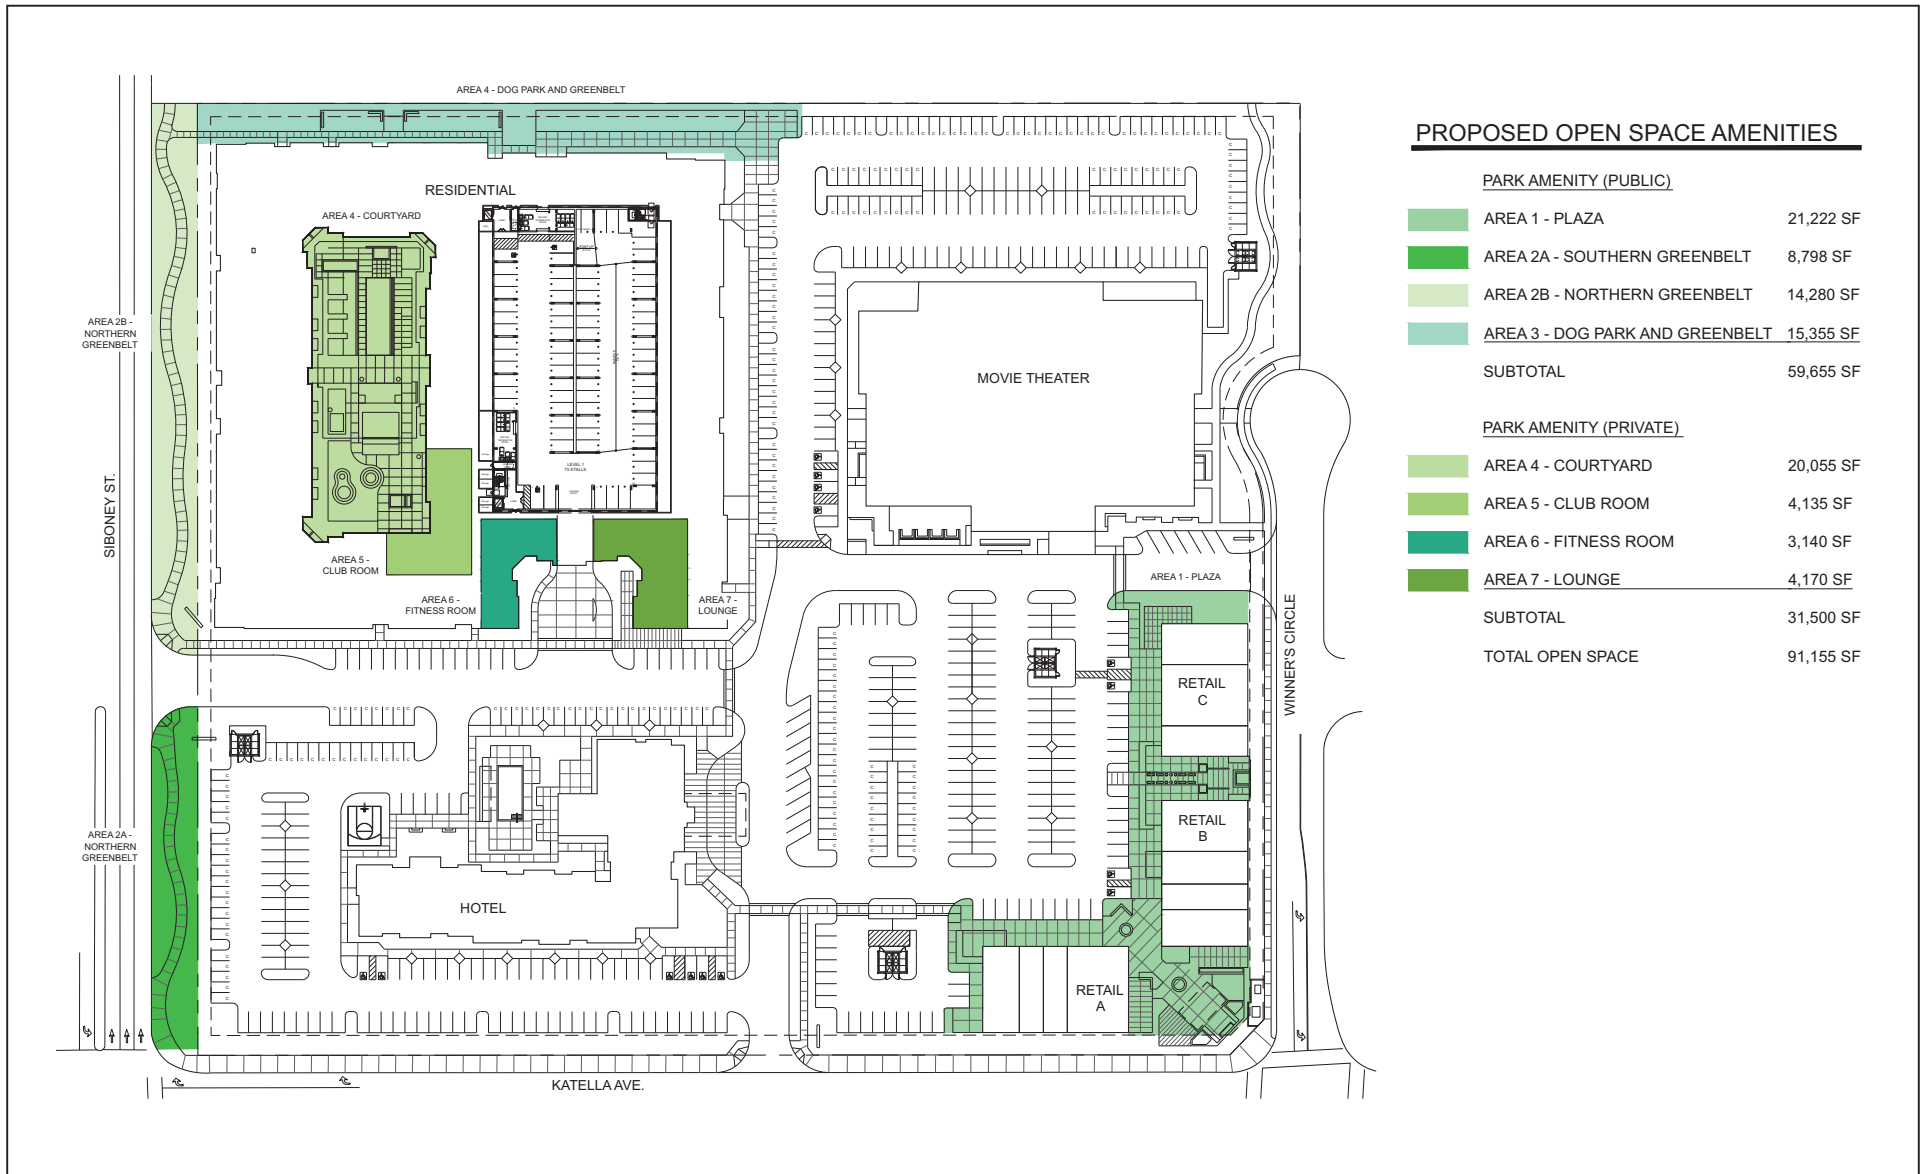 AREA 4 - DOG PARK AND GREENBELT
PROPOSED OPEN SPACE AMENITIES
PARK AMENITY (PUBLIC)
AREA 1 - PLAZA 21,222 SF
AREA 2A - SOUTHERN GREENBELT 8,798 SF
AREA 2B - NORTHERN GREENBELT 14,280 SF
AREA 3 - DOG PARK AND GREENBELT 15,355 SF
SUBTOTAL 59,655 SF
PARK AMENITY (PRIVATE)
AREA 4 - COURTYARD 20,055 SF
AREA 5 - CLUB ROOM 4,135 SF
AREA 6 - FITNESS ROOM 3,140 SF
AREA 7 - LOUNGE 4,170 SF
SUBTOTAL 31,500 SF
TOTAL OPEN SPACE 91,155 SF
RESIDENTIAL
AREA 4 - COURTYARD
AREA 2B -
NORTHERN
GREENBELT
MOVIE THEATER
LEVEL 1
75 STALLS
SIBONEY ST.
AREA 5 -
CLUB ROOM
AREA 6 -
FITNESS ROOM
AREA 7 -
LOUNGE
AREA 1 - PLAZA
WINNER'S CIRCLE
RETAIL
C
RETAIL
B
AREA 2A -
NORTHERN
GREENBELT
HOTEL
RETAIL
A
KATELLA AVE.